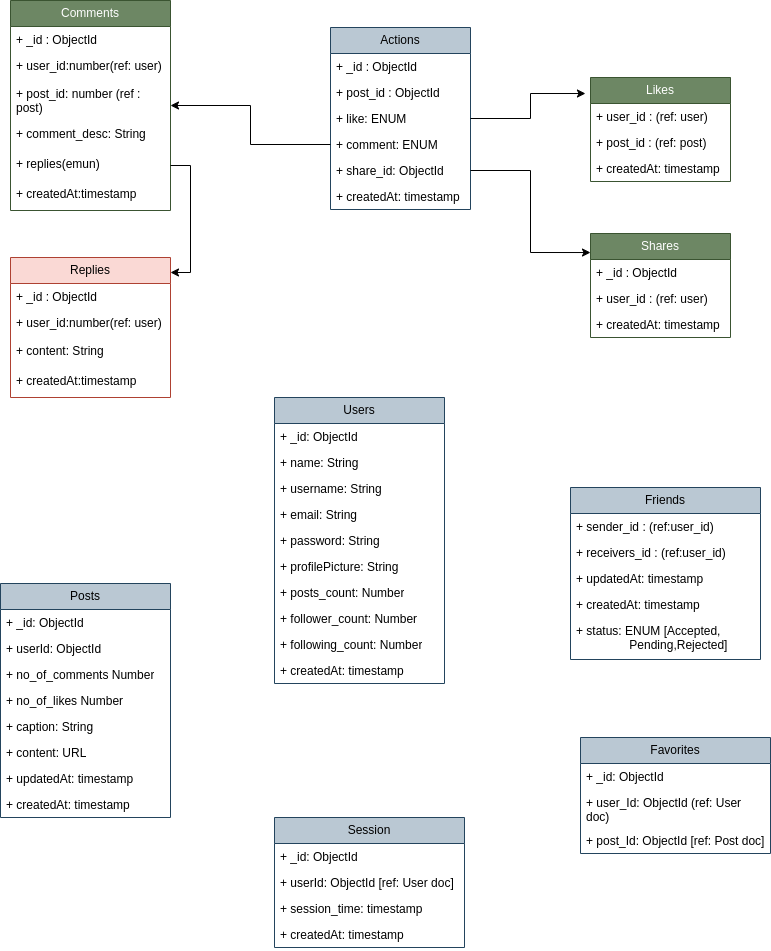 Comments
+ _id : ObjectId
+ user_id:number(ref: user)
+ post_id: number (ref :
post)
+ comment_desc: String
+ replies(emun)
+ createdAt:timestamp
Actions
+ _id : ObjectId
+ post_id : ObjectId
+ like: ENUM
+ comment: ENUM
+ share_id: ObjectId
+ createdAt: timestamp
Likes
+ user_id : (ref: user)
+ post_id : (ref: post)
+ createdAt: timestamp
Shares
+ _id : ObjectId
+ user_id : (ref: user)
+ createdAt: timestamp
Replies
+ _id : ObjectId
+ user_id:number(ref: user)
+ content: String
+ createdAt:timestamp
Users
+ _id: ObjectId
+ name: String
+ username: String
+ email: String
+ password: String
+ profilePicture: String
+ posts_count: Number
+ follower_count: Number
+ following_count: Number
+ createdAt: timestamp
Friends
+ sender_id : (ref:user_id)
+ receivers_id : (ref:user_id)
+ updatedAt: timestamp
+ createdAt: timestamp
+ status: ENUM [Accepted,
Pending,Rejected]
Posts
+ _id: ObjectId
+ userId: ObjectId
+ no_of_comments Number
+ no_of_likes Number
+ caption: String
+ content: URL
+ updatedAt: timestamp
+ createdAt: timestamp
Favorites
+ _id: ObjectId
+ user_Id: ObjectId (ref: User
doc)
+ post_Id: ObjectId [ref: Post doc]
Session
+ _id: ObjectId
+ userId: ObjectId [ref: User doc]
+ session_time: timestamp
+ createdAt: timestamp